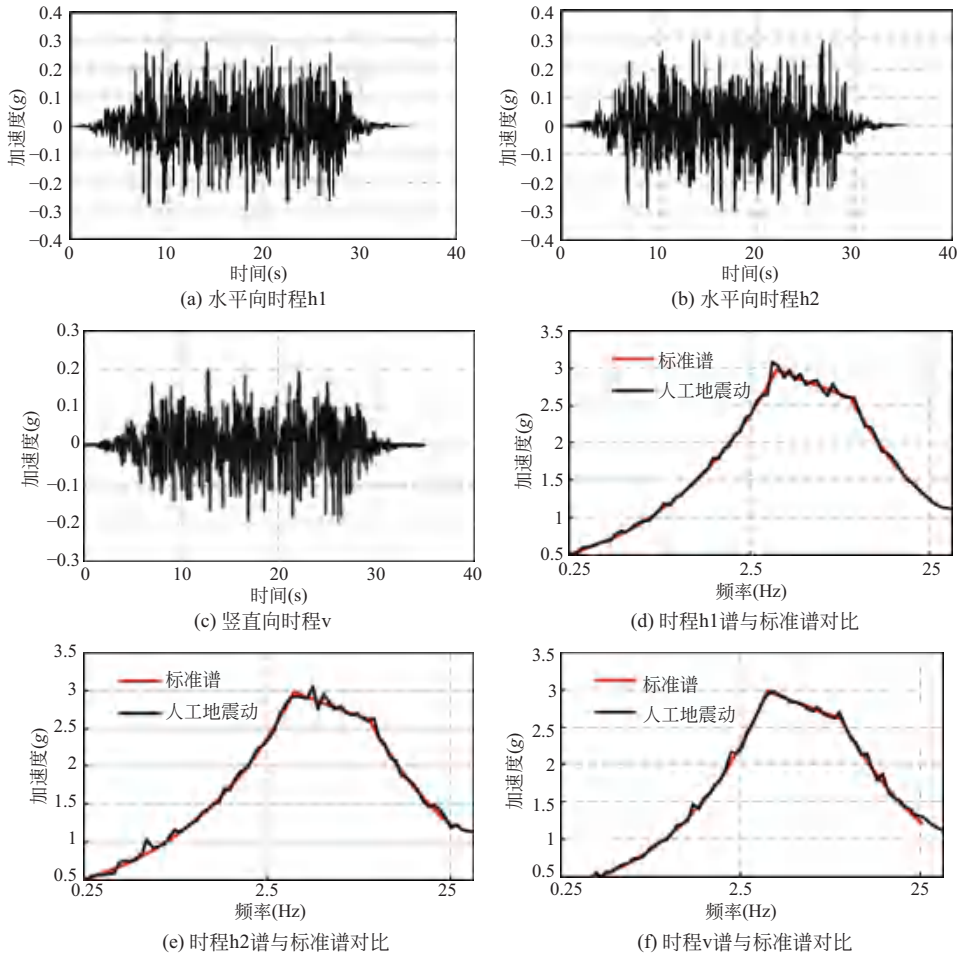 0.4
0.3
0.2
0.1
0
−0.1
−0.2
−0.3
−0.4
加速度(g)
0 10 20 30 40
时间(s)
(a) 水平向时程h1
0.4
0.3
0.2
0.1
0
−0.1
−0.2
−0.3
−0.4
加速度(g)
0 10 20 30 40
时间(s)
(b) 水平向时程h2
0.3
0.2
0.1
0
−0.1
−0.2
−0.3
加速度(g)
0 10 20 30 40
时间(s)
(c) 竖直向时程v
3.5
3
2.5
2
1.5
1
0.5
加速度(g)
标准谱
人工地震动
0.25 2.5 25
频率(Hz)
(d) 时程h1谱与标准谱对比
3.5
3
2.5
2
1.5
1
0.5
加速度(g)
标准谱
人工地震动
0.25 2.5 25
频率(Hz)
(e) 时程h2谱与标准谱对比
3.5
3
2.5
2
1.5
1
0.5
加速度(g)
标准谱
人工地震动
0.25 2.5 25
频率(Hz)
(f) 时程v谱与标准谱对比